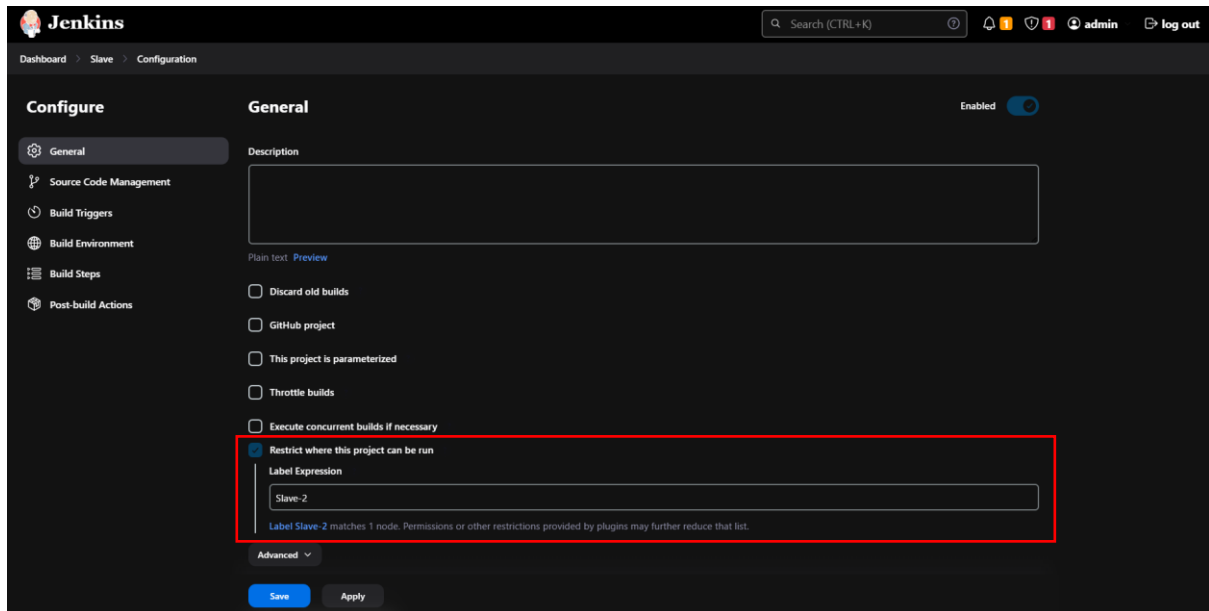 Jenkins
Search (CTRL+K)
1
1
admin
log out
Dashboard > Slave > Configuration
Configure
General
Enabled
General
Source Code Management
Build Triggers
Build Environment
Build Steps
Post-build Actions
Description
Plain text Preview
Discard old builds
GitHub project
This project is parameterized
Throttle builds
Execute concurrent builds if necessary
Restrict where this project can be run
Label Expression
Slave-2
Label Slave-2 matches 1 node. Permissions or other restrictions provided by plugins may further reduce that list.
Advanced
Save
Apply